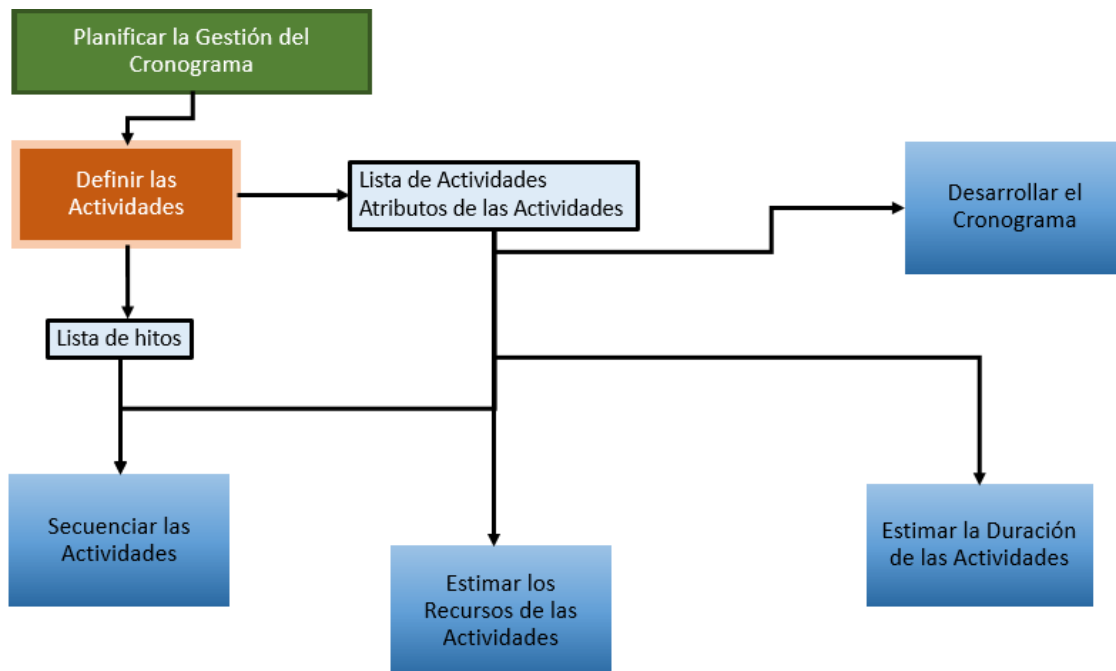 Planificar la Gestión del
Cronograma
Definir las
Actividades
Lista de Actividades
Atributos de las Actividades
Desarrollar el
Cronograma
Lista de hitos
Secuenciar las
Actividades
Estimar los
Recursos de las
Actividades
Estimar la Duración
de las Actividades